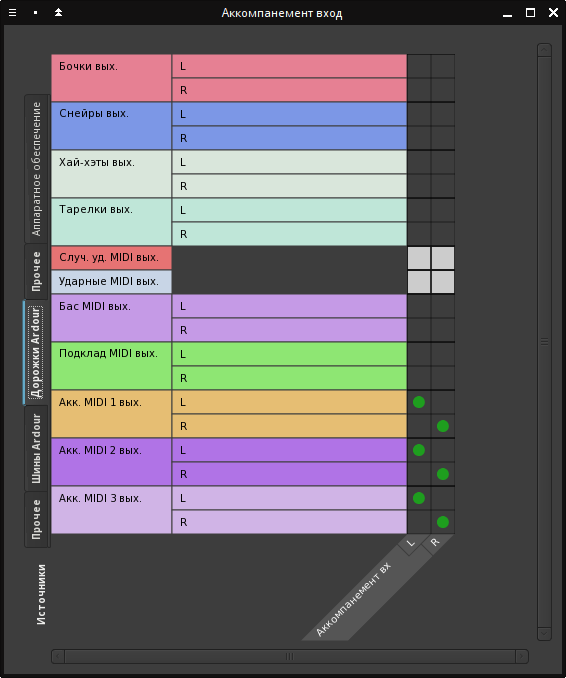 Аккомпанемент вход
Бочки вых.
L
R
Снейры вых.
L
R
Хай-хэты вых.
L
R
Тарелки вых.
L
R
Случ. уд. MIDI вых.
Ударные MIDI вых.
Бас MIDI вых.
L
R
Подклад MIDI вых.
L
R
Акк. MIDI 1 вых.
L
R
Акк. MIDI 2 вых.
L
R
Акк. MIDI 3 вых.
L
R
Аппаратное обеспечение
Прочее
Дорожки Ardour
Шины Ardour
Прочее
Источники
L
R
Аккомпанемент вх